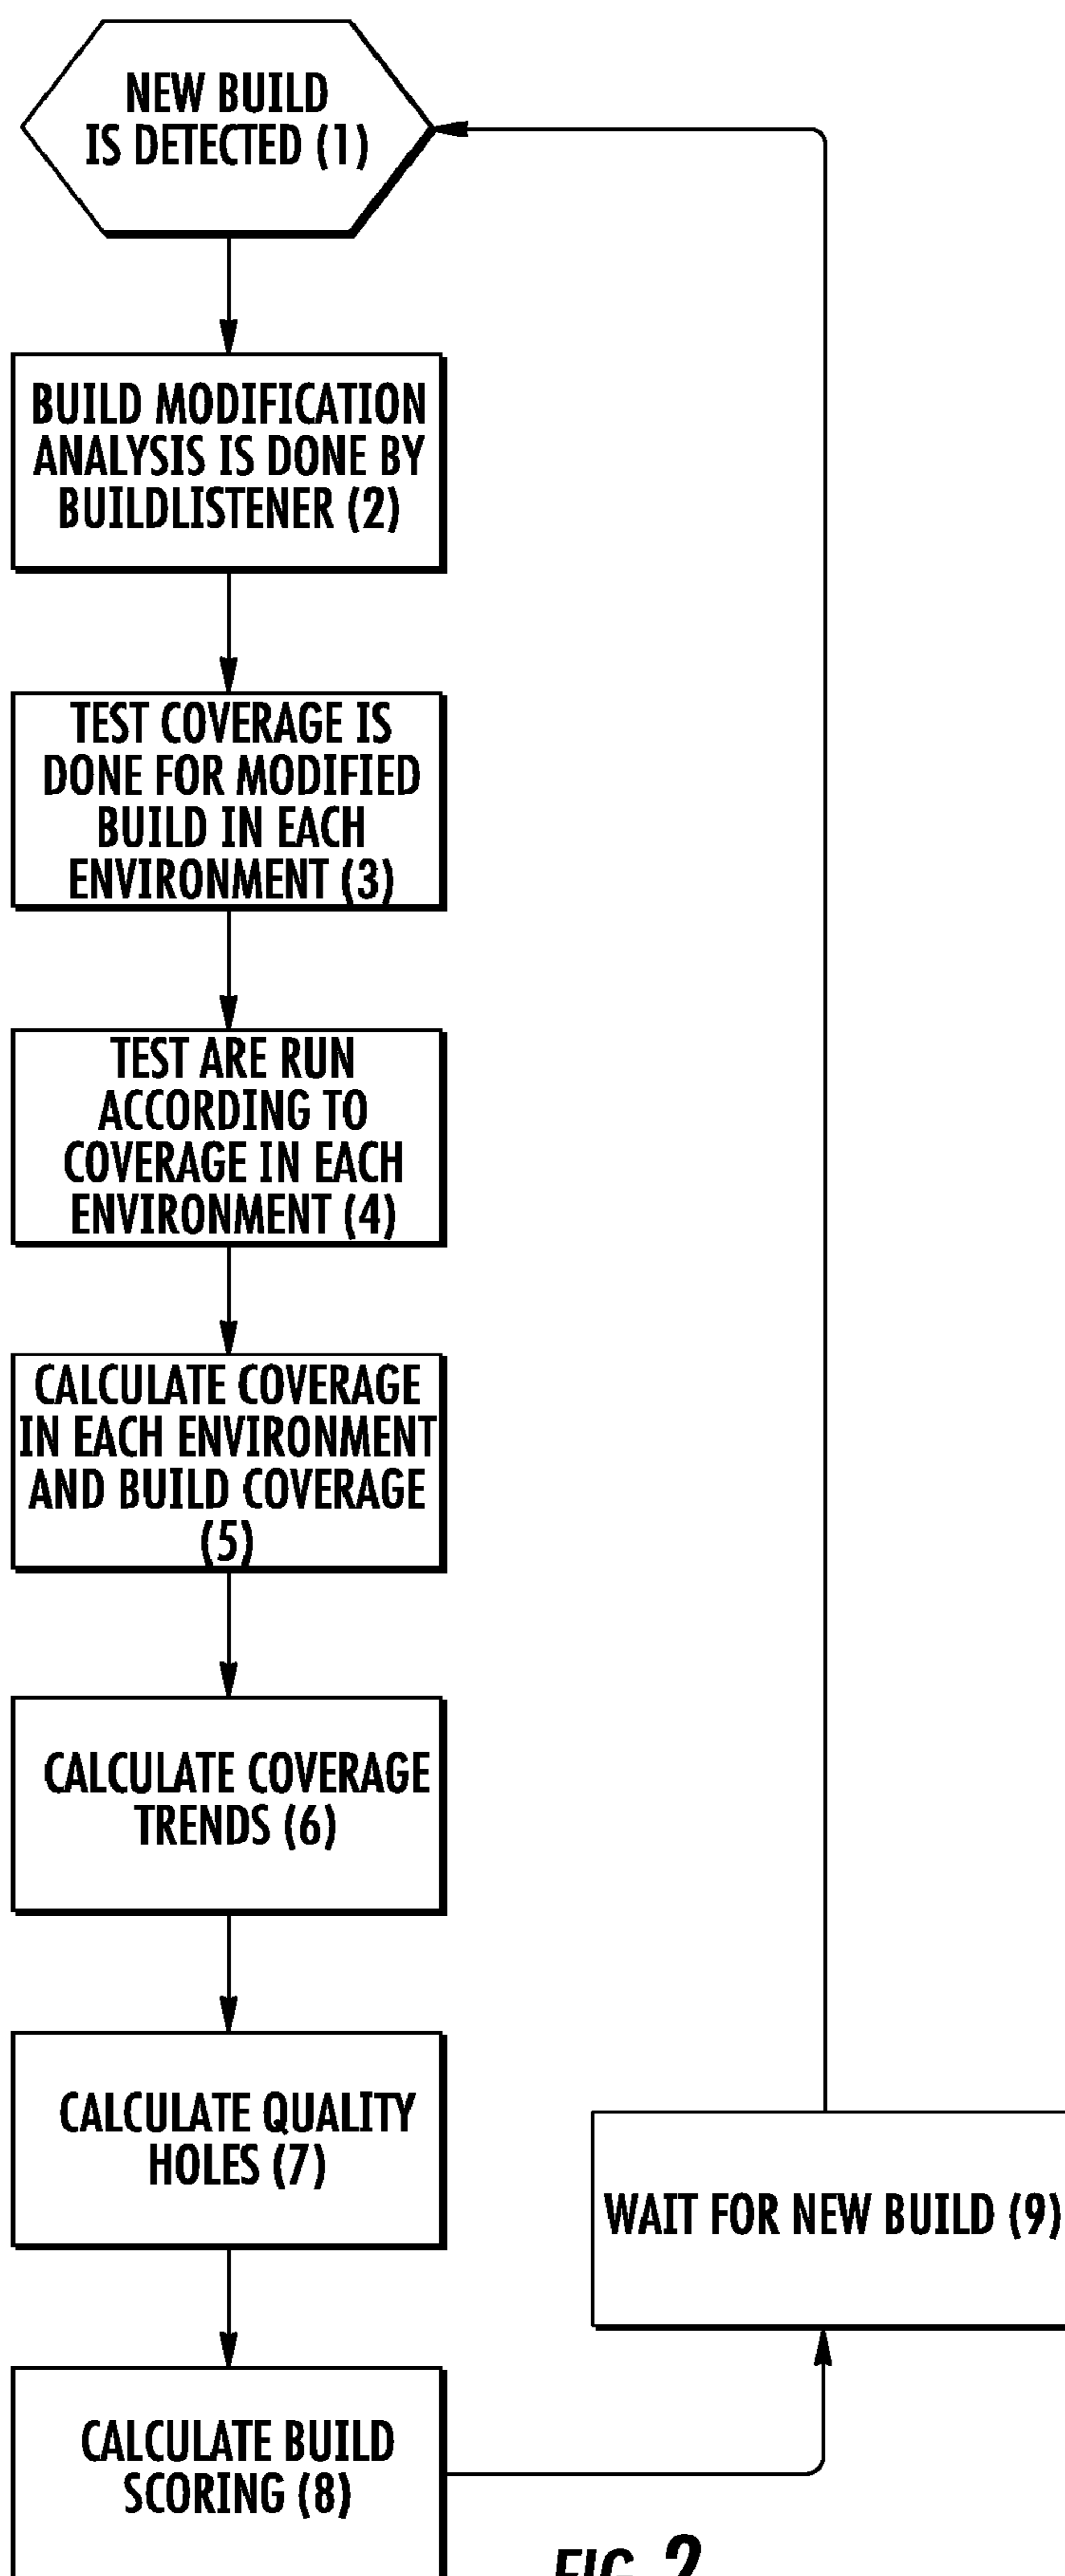 NEW BUILD
IS DETECTED (1)
BUILD MODIFICATION
ANALYSIS IS DONE BY
BUILDLISTENER (2)
TEST COVERAGE IS
DONE FOR MODIFIED
BUILD IN EACH
ENVIRONMENT (3)
TEST ARE RUN
ACCORDING TO
COVERAGE IN EACH
ENVIRONMENT (4)
CALCULATE COVERAGE
IN EACH ENVIRONMENT
AND BUILD COVERAGE
(5)
CALCULATE COVERAGE
TRENDS (6)
CALCULATE QUALITY
HOLES (7)
WAIT FOR NEW BUILD (9)
CALCULATE BUILD
SCORING (8)
FIG. 2